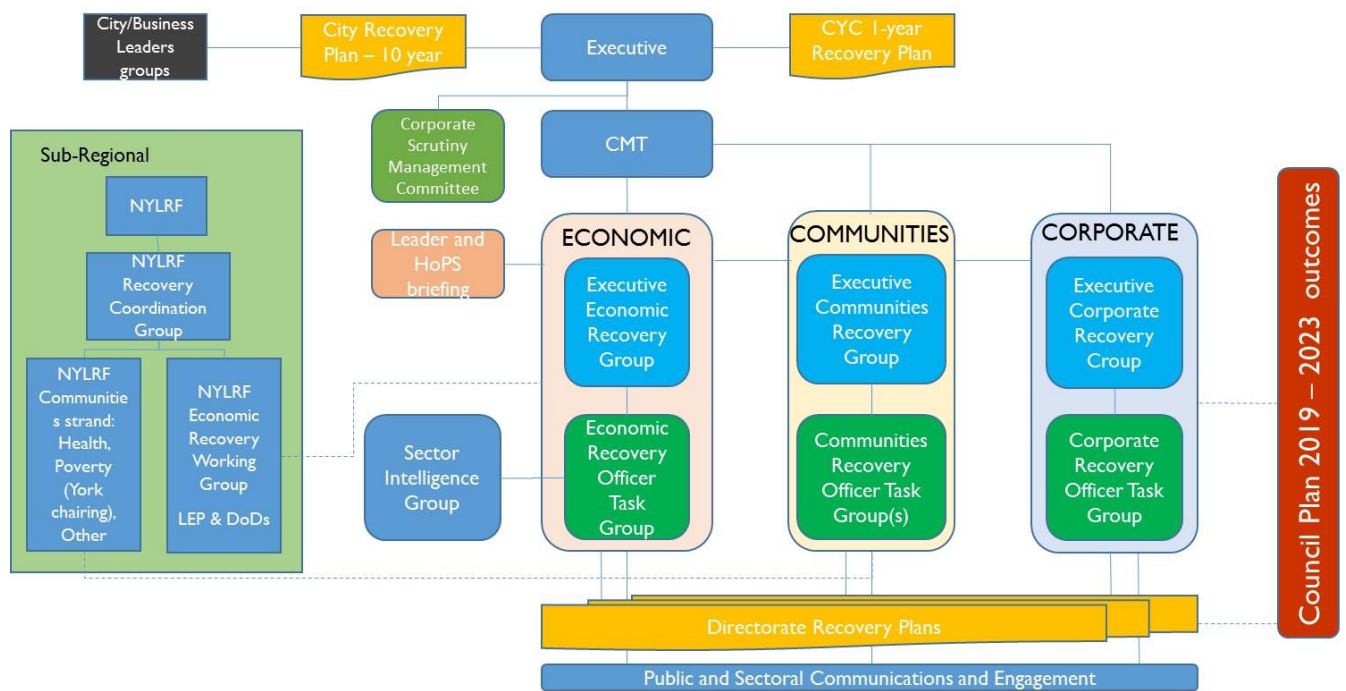 City/Business
Leaders
groups
City Recovery
Plan – 10 year
Executive
CYC 1-year
Recovery Plan
Corporate
Scrutiny
Management
Committee
CMT
Sub-Regional
NYLRF
NYLRF
Recovery
Coordination
Group
NYLRF
Communitie
s strand:
Health,
Poverty
(York
chairing),
Other
NYLRF
Economic
Recovery
Working
Group
LEP & DoDs
Leader and
HoPS
briefing
Sector
Intelligence
Group
ECONOMIC
Executive
Economic
Recovery
Group
Economic
Recovery
Officer
Task
Group
COMMUNITIES
Executive
Communities
Recovery
Group
Communities
Recovery
Officer Task
Group(s)
CORPORATE
Executive
Corporate
Recovery
Croup
Corporate
Recovery
Officer Task
Group
Council Plan 2019 – 2023 outcomes
Directorate Recovery Plans
Public and Sectoral Communications and Engagement